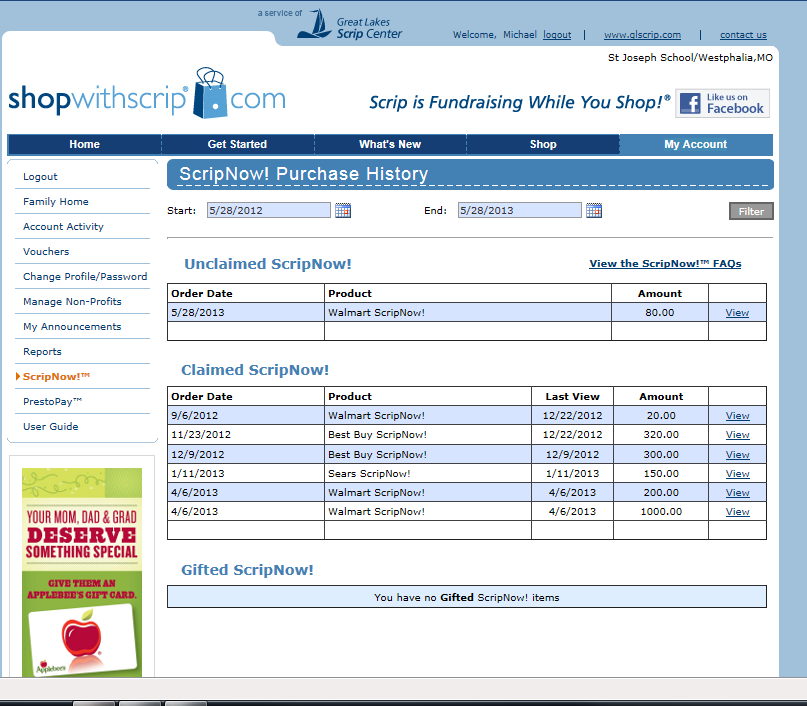 a service of Great Lakes Scrip Center
Welcome, Michael logout | www.glscrip.com | contact us
St Joseph School/Westphalia,MO
shopwithscrip®com
Scrip is Fundraising While You Shop!® Like us on Facebook
Home Get Started What's New Shop My Account
Logout
Family Home
Account Activity
Vouchers
Change Profile/Password
Manage Non-Profits
My Announcements
Reports
ScripNow!™
PrestoPay™
User Guide
YOUR MOM, DAD & GRAD
DESERVE
SOMETHING SPECIAL
GIVE THEM AN
APPLEBEE'S GIFT CARD.
Applebee's
ScripNow! Purchase History
Start: 5/28/2012 End: 5/28/2013 Filter
Unclaimed ScripNow! View the ScripNow!™ FAQs
Order Date Product Amount
5/28/2013 Walmart ScripNow! 80.00 View
Claimed ScripNow!
Order Date Product Last View Amount
9/6/2012 Walmart ScripNow! 12/22/2012 20.00 View
11/23/2012 Best Buy ScripNow! 12/22/2012 320.00 View
12/9/2012 Best Buy ScripNow! 12/9/2012 300.00 View
1/11/2013 Sears ScripNow! 1/11/2013 150.00 View
4/6/2013 Walmart ScripNow! 4/6/2013 200.00 View
4/6/2013 Walmart ScripNow! 4/6/2013 1000.00 View
Gifted ScripNow!
You have no Gifted ScripNow! items